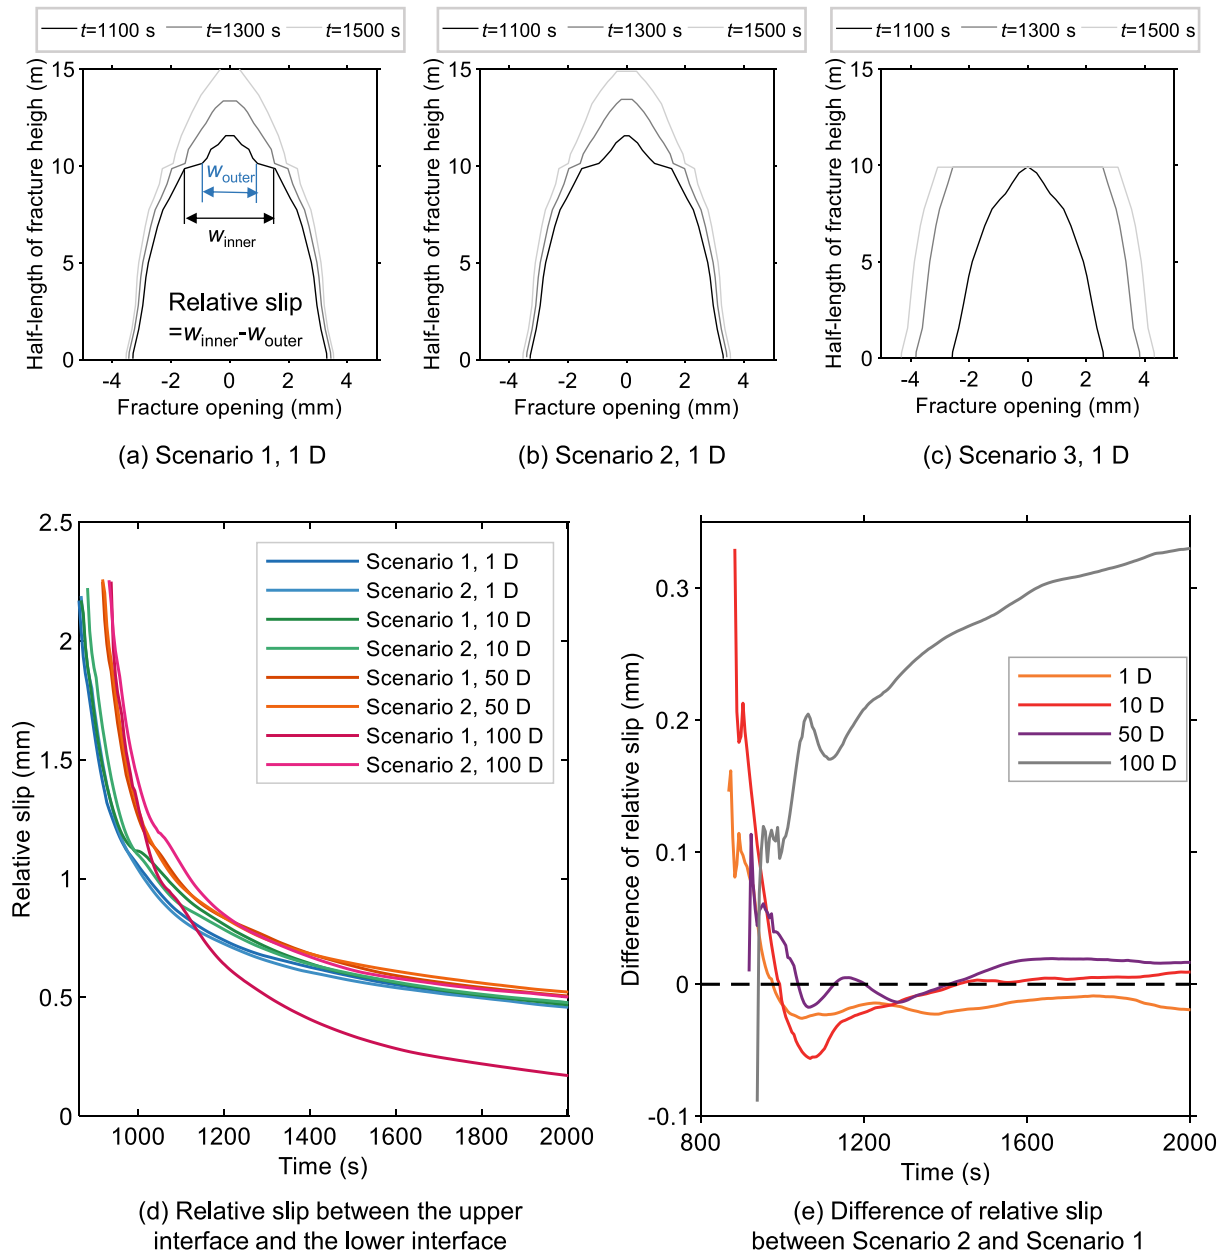 t=1100 s t=1300 s t=1500 s
t=1100 s t=1300 s t=1500 s
t=1100 s t=1300 s t=1500 s
Half-length of fracture heigh (m)
15
10
5
0
w_outer
w_inner
Relative slip
=w_inner-w_outer
-4 -2 0 2 4
Fracture opening (mm)
(a) Scenario 1, 1 D
Half-length of fracture heigh (m)
15
10
5
0
-4 -2 0 2 4
Fracture opening (mm)
(b) Scenario 2, 1 D
Half-length of fracture heigh (m)
15
10
5
0
-4 -2 0 2 4
Fracture opening (mm)
(c) Scenario 3, 1 D
Relative slip (mm)
2.5
2
1.5
1
0.5
0
Scenario 1, 1 D
Scenario 2, 1 D
Scenario 1, 10 D
Scenario 2, 10 D
Scenario 1, 50 D
Scenario 2, 50 D
Scenario 1, 100 D
Scenario 2, 100 D
1000 1200 1400 1600 1800 2000
Time (s)
(d) Relative slip between the upper
interface and the lower interface
Difference of relative slip (mm)
0.3
0.2
0.1
0
-0.1
1 D
10 D
50 D
100 D
800 1200 1600 2000
Time (s)
(e) Difference of relative slip
between Scenario 2 and Scenario 1